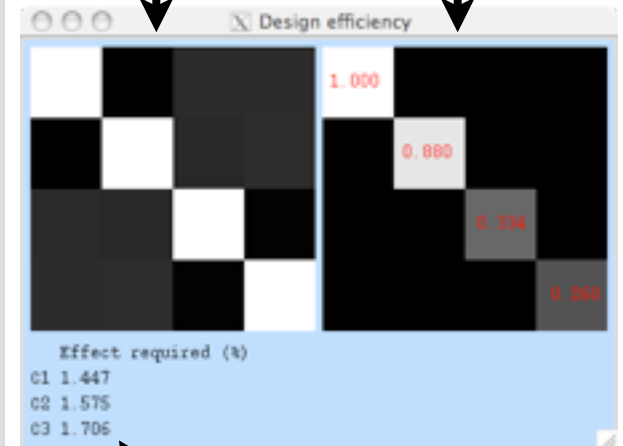 Design efficiency
1.000
0.880
0.334
0.260
Effect required (%)
C1 1.447
C2 1.575
C3 1.706